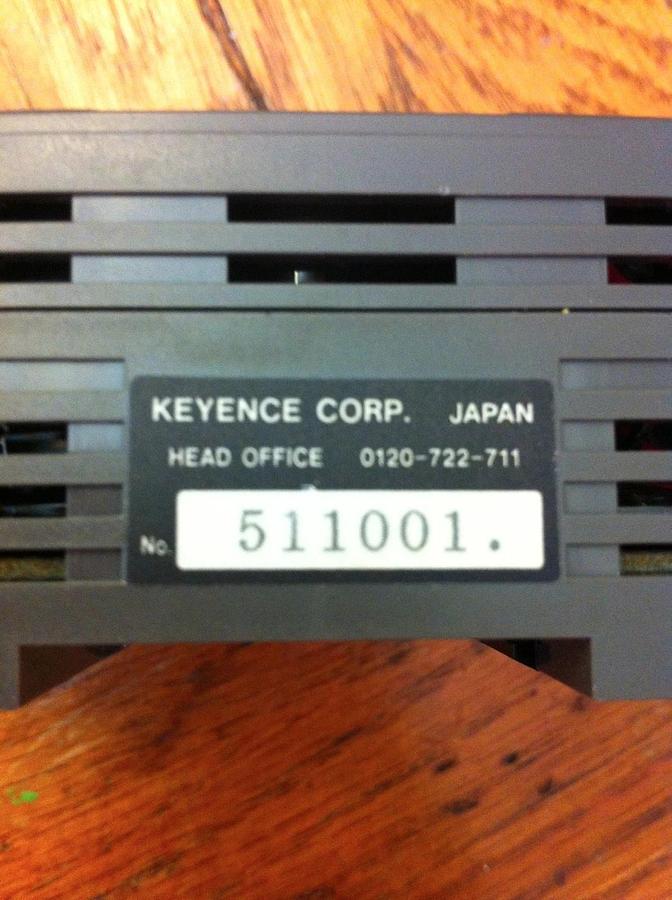 KEYENCE CORP. JAPAN
HEAD OFFICE 0120-722-711
No. 511001.